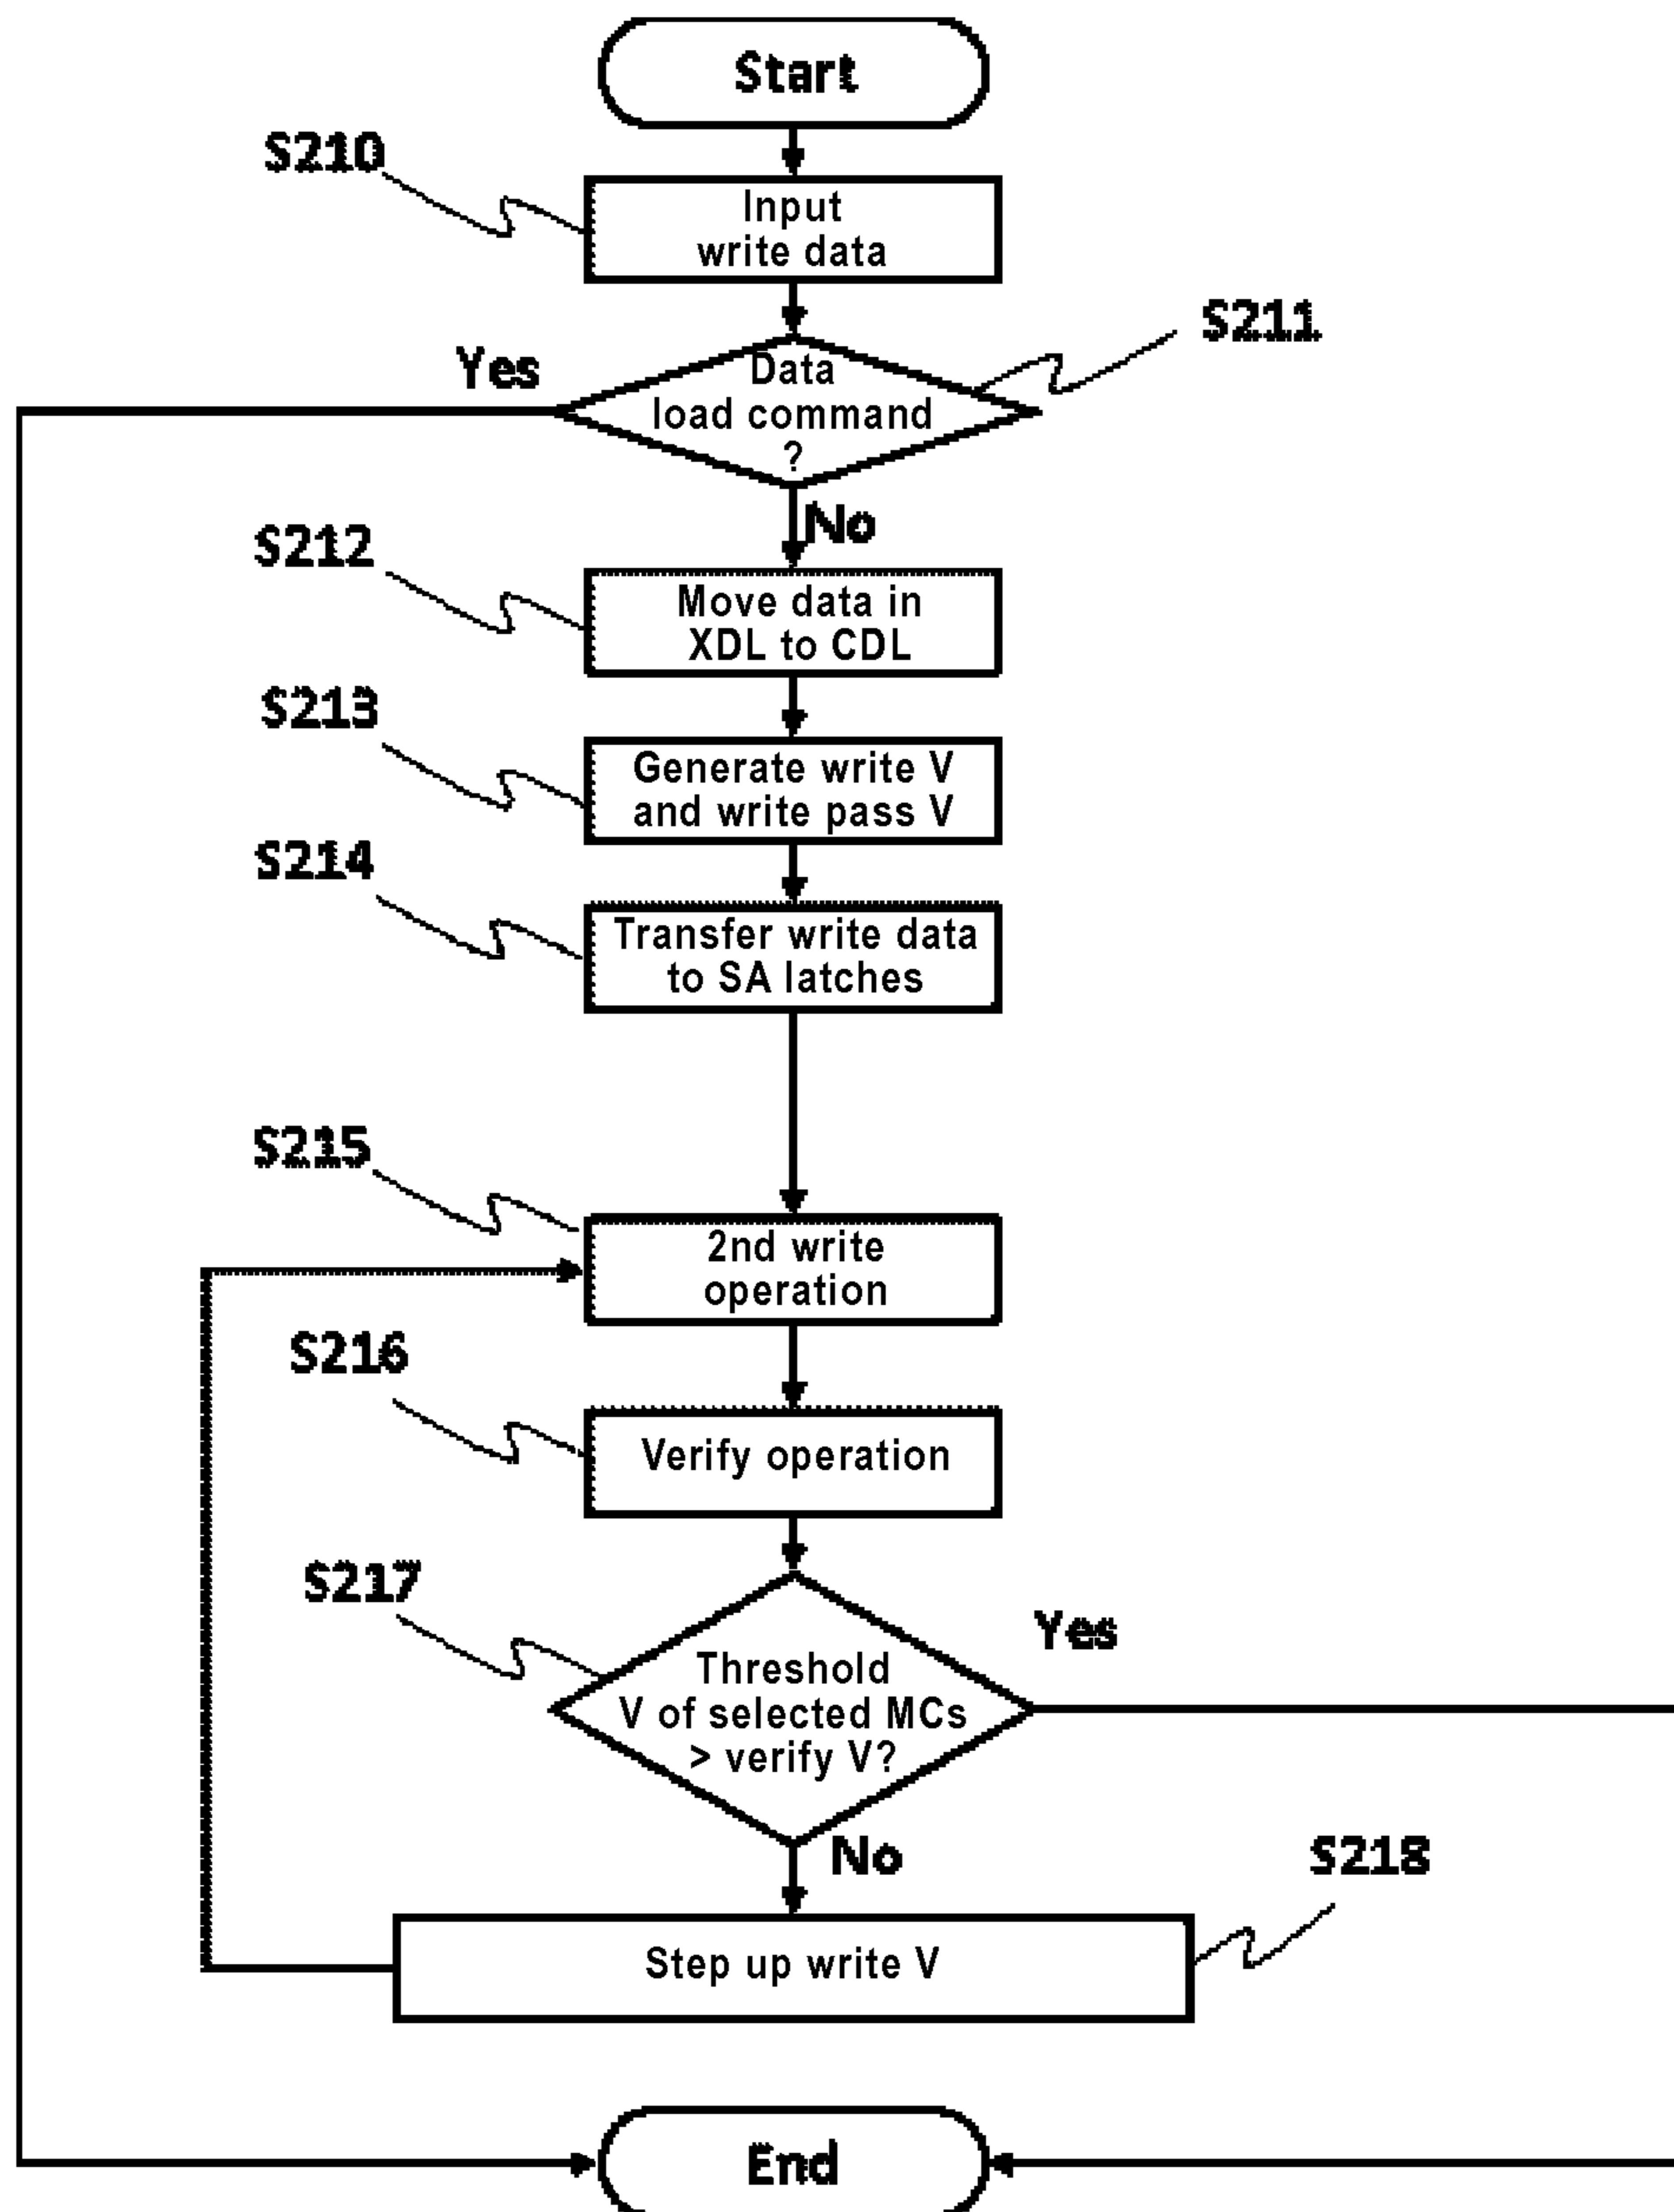 Start
S210
Input
write data
S211
Yes
Data
load command
?
No
S212
Move data in
XDL to CDL
S213
Generate write V
and write pass V
S214
Transfer write data
to SA latches
S215
2nd write
operation
S216
Verify operation
S217
Yes
Threshold
V of selected MCs
> verify V?
No
S218
Step up write V
End